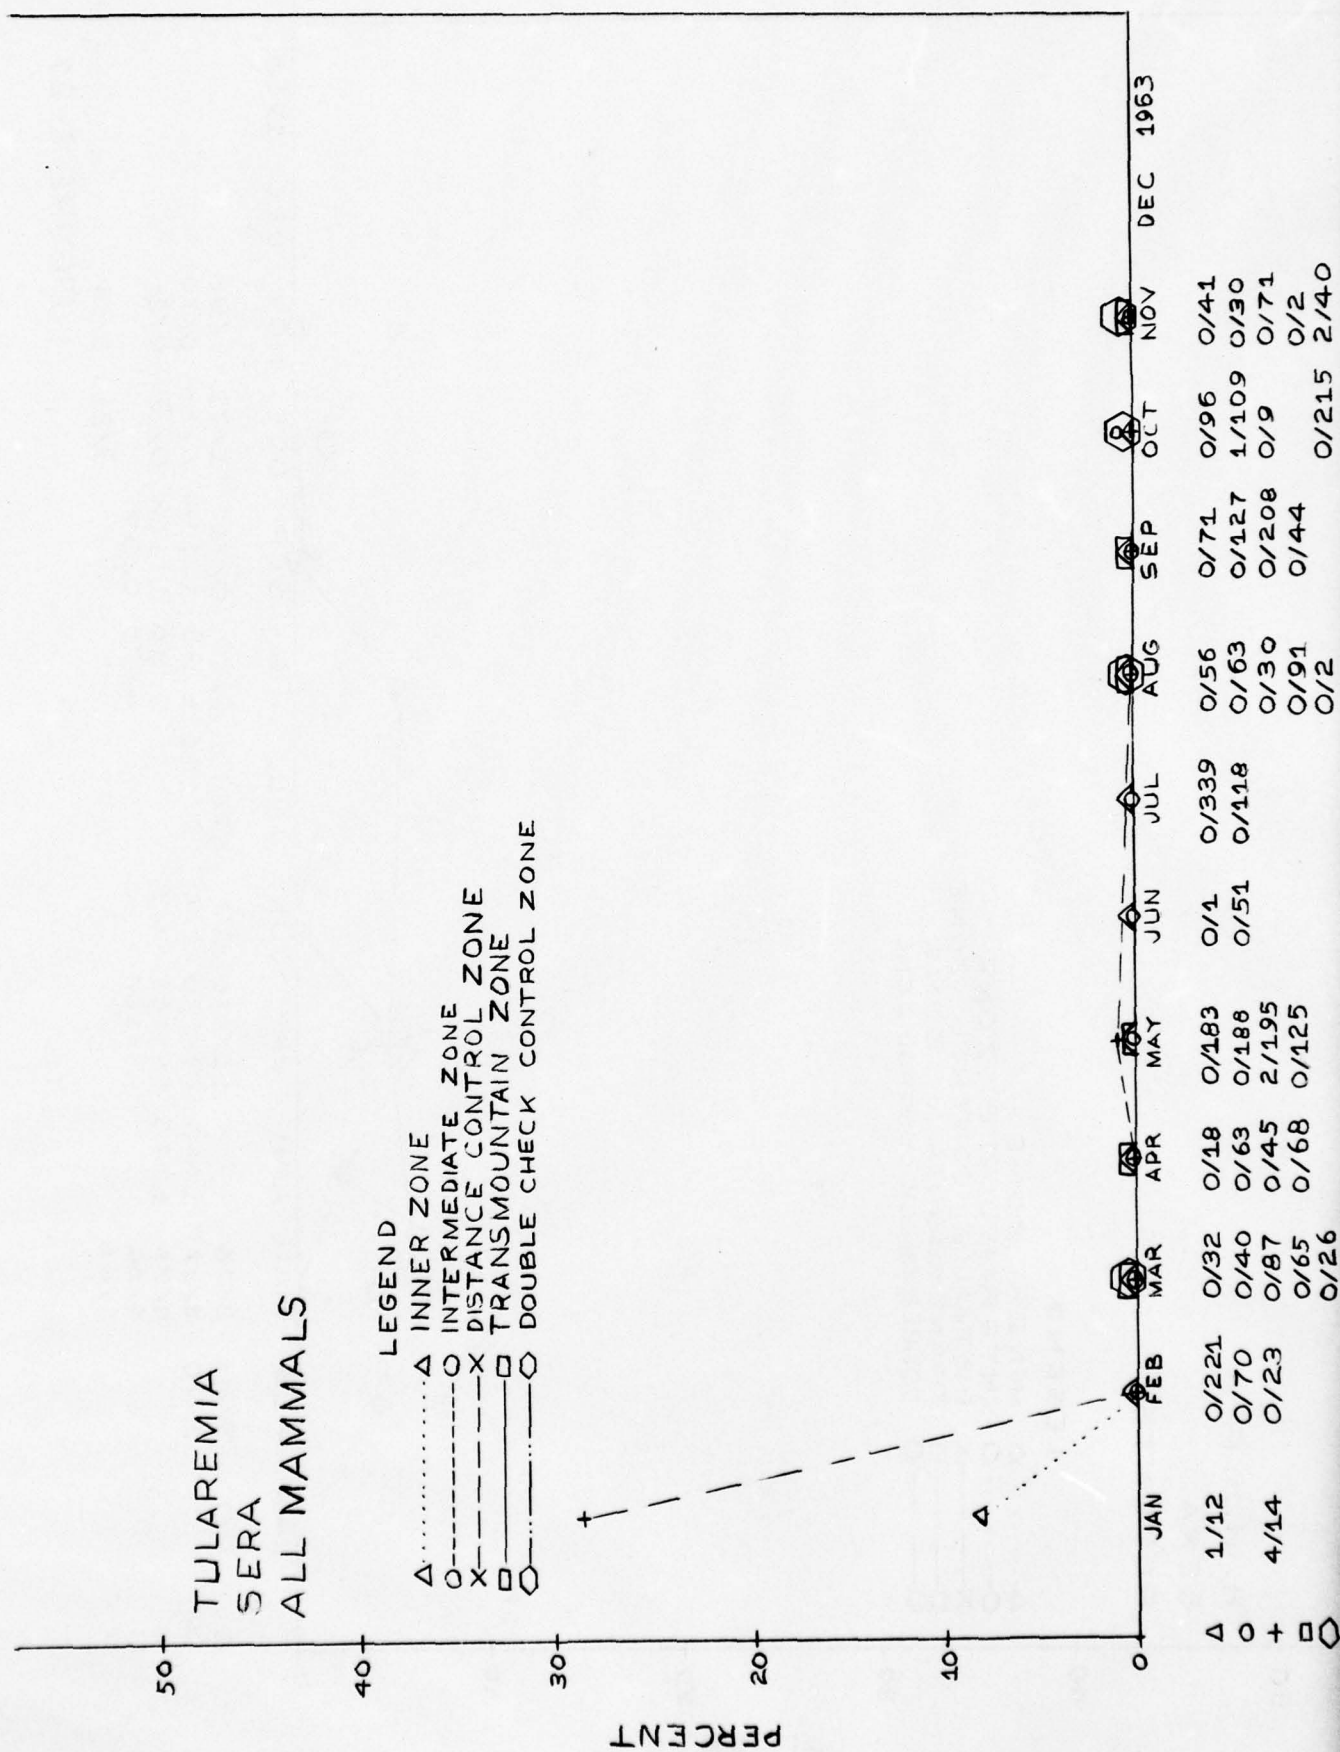 TULAREMIA
SERA
ALL MAMMALS
LEGEND
INNER ZONE
INTERMEDIATE ZONE
DISTANCE CONTROL ZONE
TRANSMOUNTAIN ZONE
DOUBLE CHECK CONTROL ZONE
PERCENT
50
40
30
20
10
0
JAN FEB MAR APR MAY JUN JUL AUG SEP OCT NOV DEC 1963
1/12 0/221 0/32 0/18 0/183 0/1 0/339 0/56 0/71 0/96 0/41
0/70 0/40 0/63 0/188 0/51 0/118 0/63 0/127 1/109 0/30
4/14 0/23 0/87 0/45 2/195 0/30 0/208 0/9 0/71
0/65 0/68 0/125 0/91 0/44 0/2
0/26 0/2 0/215 2/40